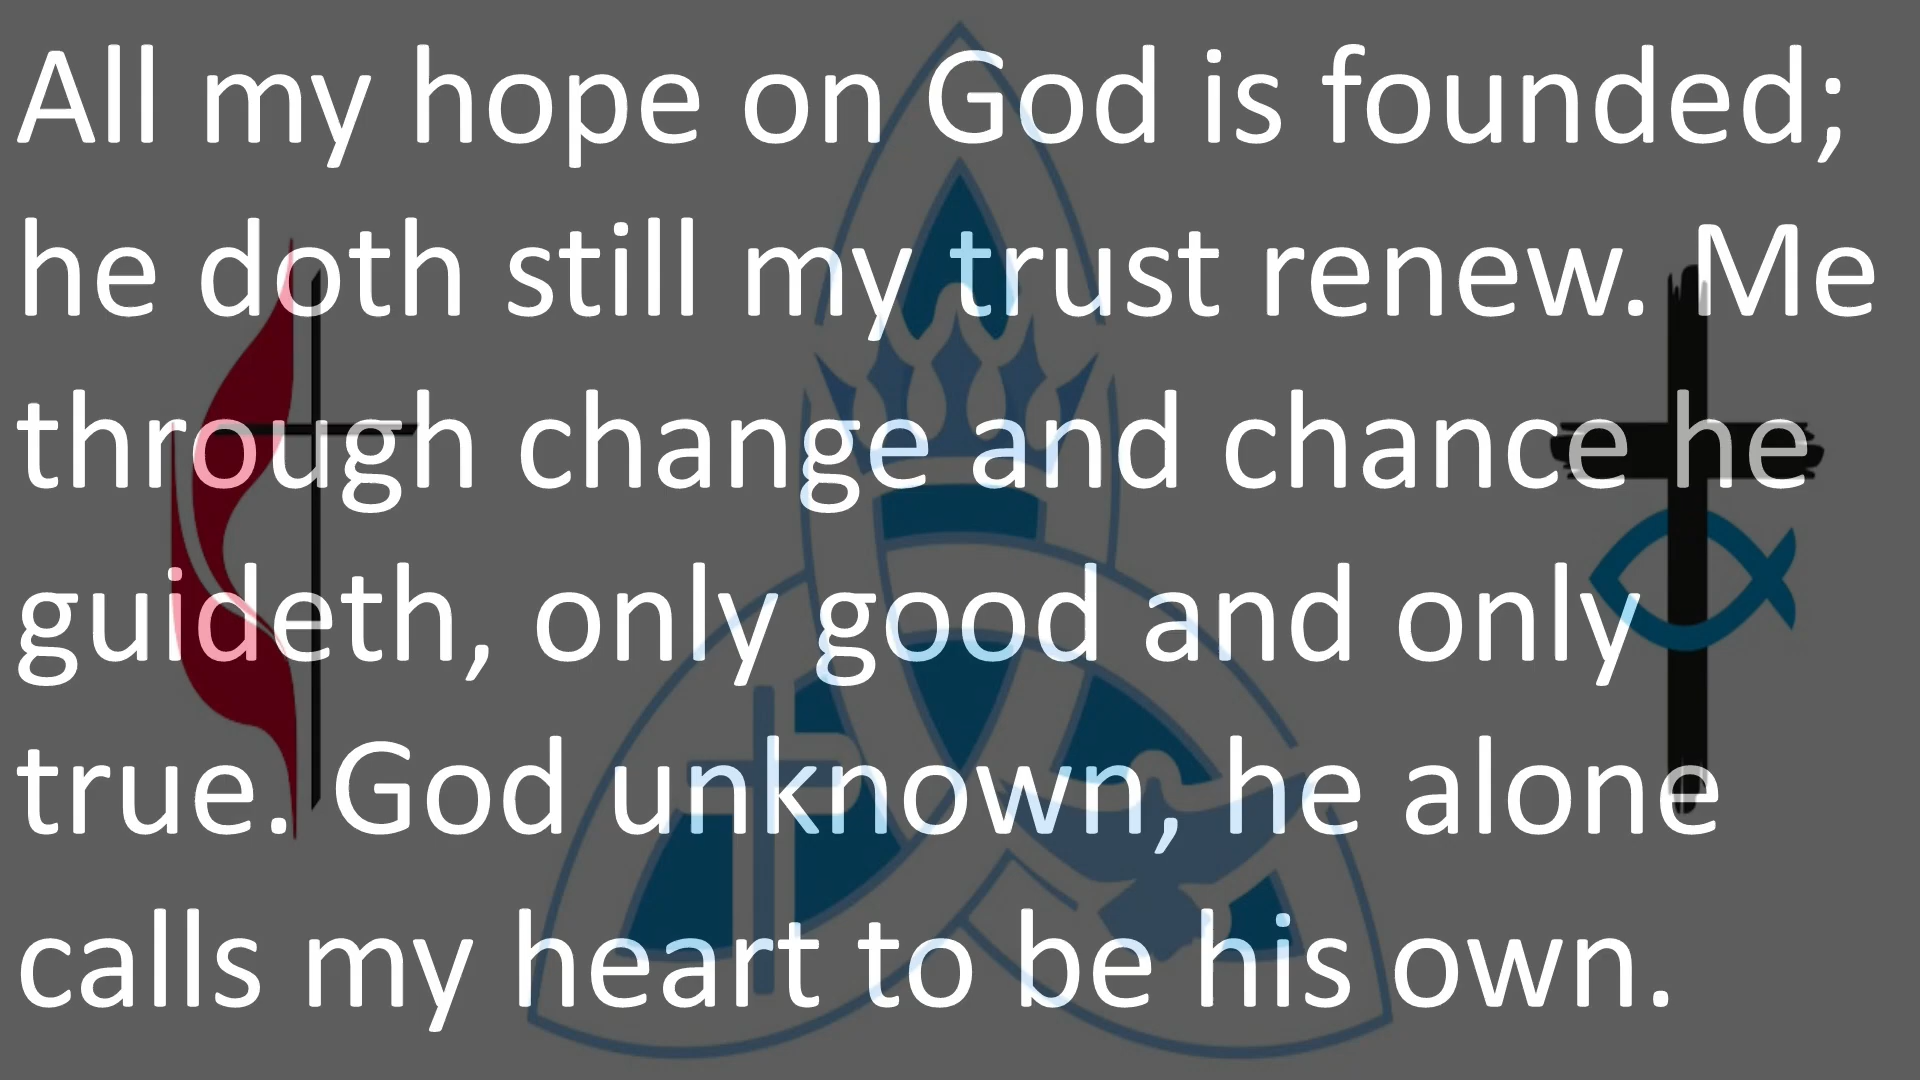 All my hope on God is founded;
he doth still my trust renew. Me
through change and chance he
guideth, only good and only
true. God unknown, he alone
calls my heart to be his own.